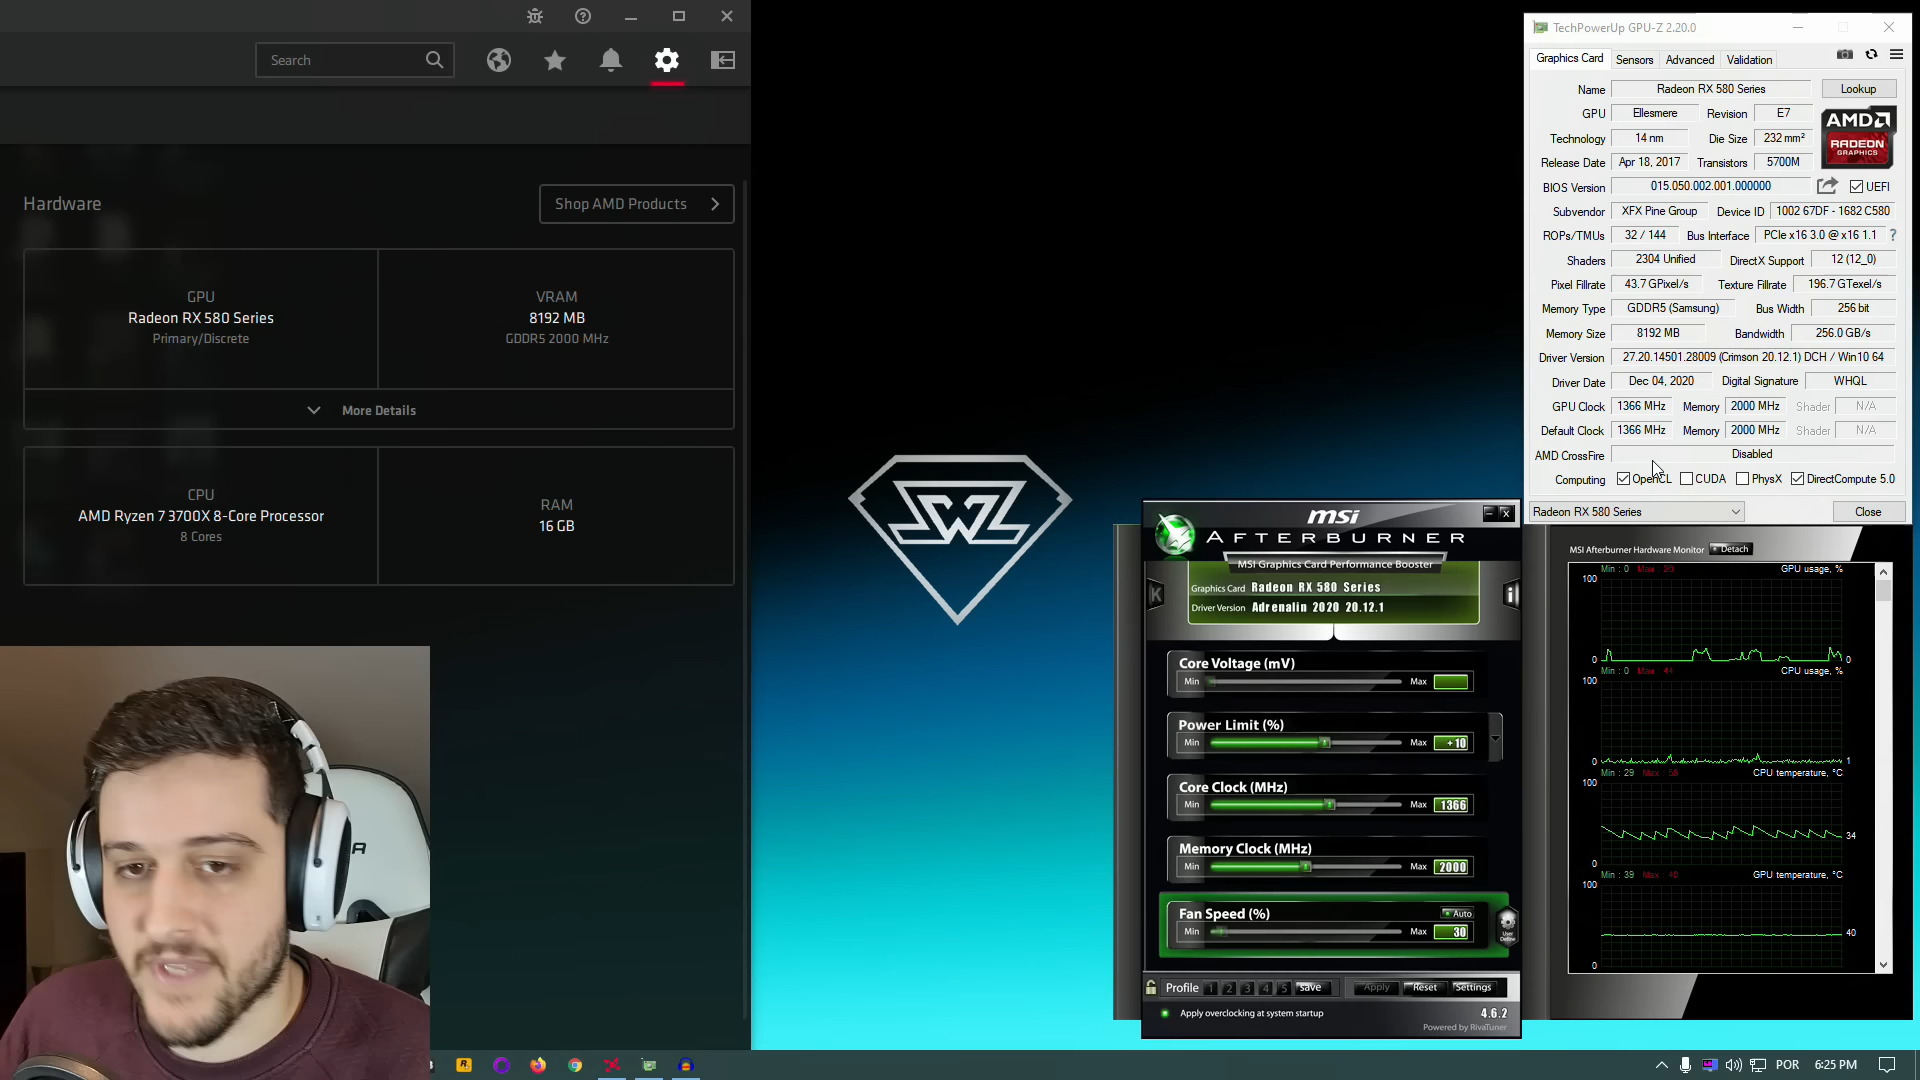 Search
Hardware
Shop AMD Products
GPU
Radeon RX 580 Series
Primary/Discrete
VRAM
8192 MB
GDDR5 2000 MHz
More Details
CPU
AMD Ryzen 7 3700X 8-Core Processor
8 Cores
RAM
16 GB
TechPowerUp GPU-Z 2.20.0
Graphics Card Sensors Advanced Validation
Name Radeon RX 580 Series Lookup
GPU Ellesmere Revision E7
AMD
RADEON
GRAPHICS
Technology 14 nm Die Size 232 mm²
Release Date Apr 18, 2017 Transistors 5700M
BIOS Version 015.050.002.001.000000 UEFI
Subvendor XFX Pine Group Device ID 1002 67DF - 1682 C580
ROPs/TMUs 32 / 144 Bus Interface PCIe x16 3.0 @ x16 1.1 ?
Shaders 2304 Unified DirectX Support 12 (12_0)
Pixel Fillrate 43.7 GPixel/s Texture Fillrate 196.7 GTexel/s
Memory Type GDDR5 (Samsung) Bus Width 256 bit
Memory Size 8192 MB Bandwidth 256.0 GB/s
Driver Version 27.20.14501.28009 (Crimson 20.12.1) DCH / Win10 64
Driver Date Dec 04, 2020 Digital Signature WHQL
GPU Clock 1366 MHz Memory 2000 MHz Shader N/A
Default Clock 1366 MHz Memory 2000 MHz Shader N/A
AMD CrossFire Disabled
Computing OpenCL CUDA PhysX DirectCompute 5.0
Radeon RX 580 Series Close
msi
AFTERBURNER
MSI Graphics Card Performance Booster
K i
Graphics Card Radeon RX 580 Series
Driver Version Adrenalin 2020 20.12.1
Core Voltage (mV)
Min Max
Power Limit (%)
Min Max +10
Core Clock (MHz)
Min Max 1366
Memory Clock (MHz)
Min Max 2000
Fan Speed (%) Auto
Min Max 30
User Define
Profile 1 2 3 4 5 save Apply Reset Settings
Apply overclocking at system startup 4.6.2
Powered by RivaTuner
MSI Afterburner Hardware Monitor Detach
Min : 0 GPU usage, %
100
0 0
Min : 0 CPU usage, %
100
0 1
Min : 29 CPU temperature, °C
100
34
0
Min : 39 GPU temperature, °C
100
40
0
POR 6:25 PM